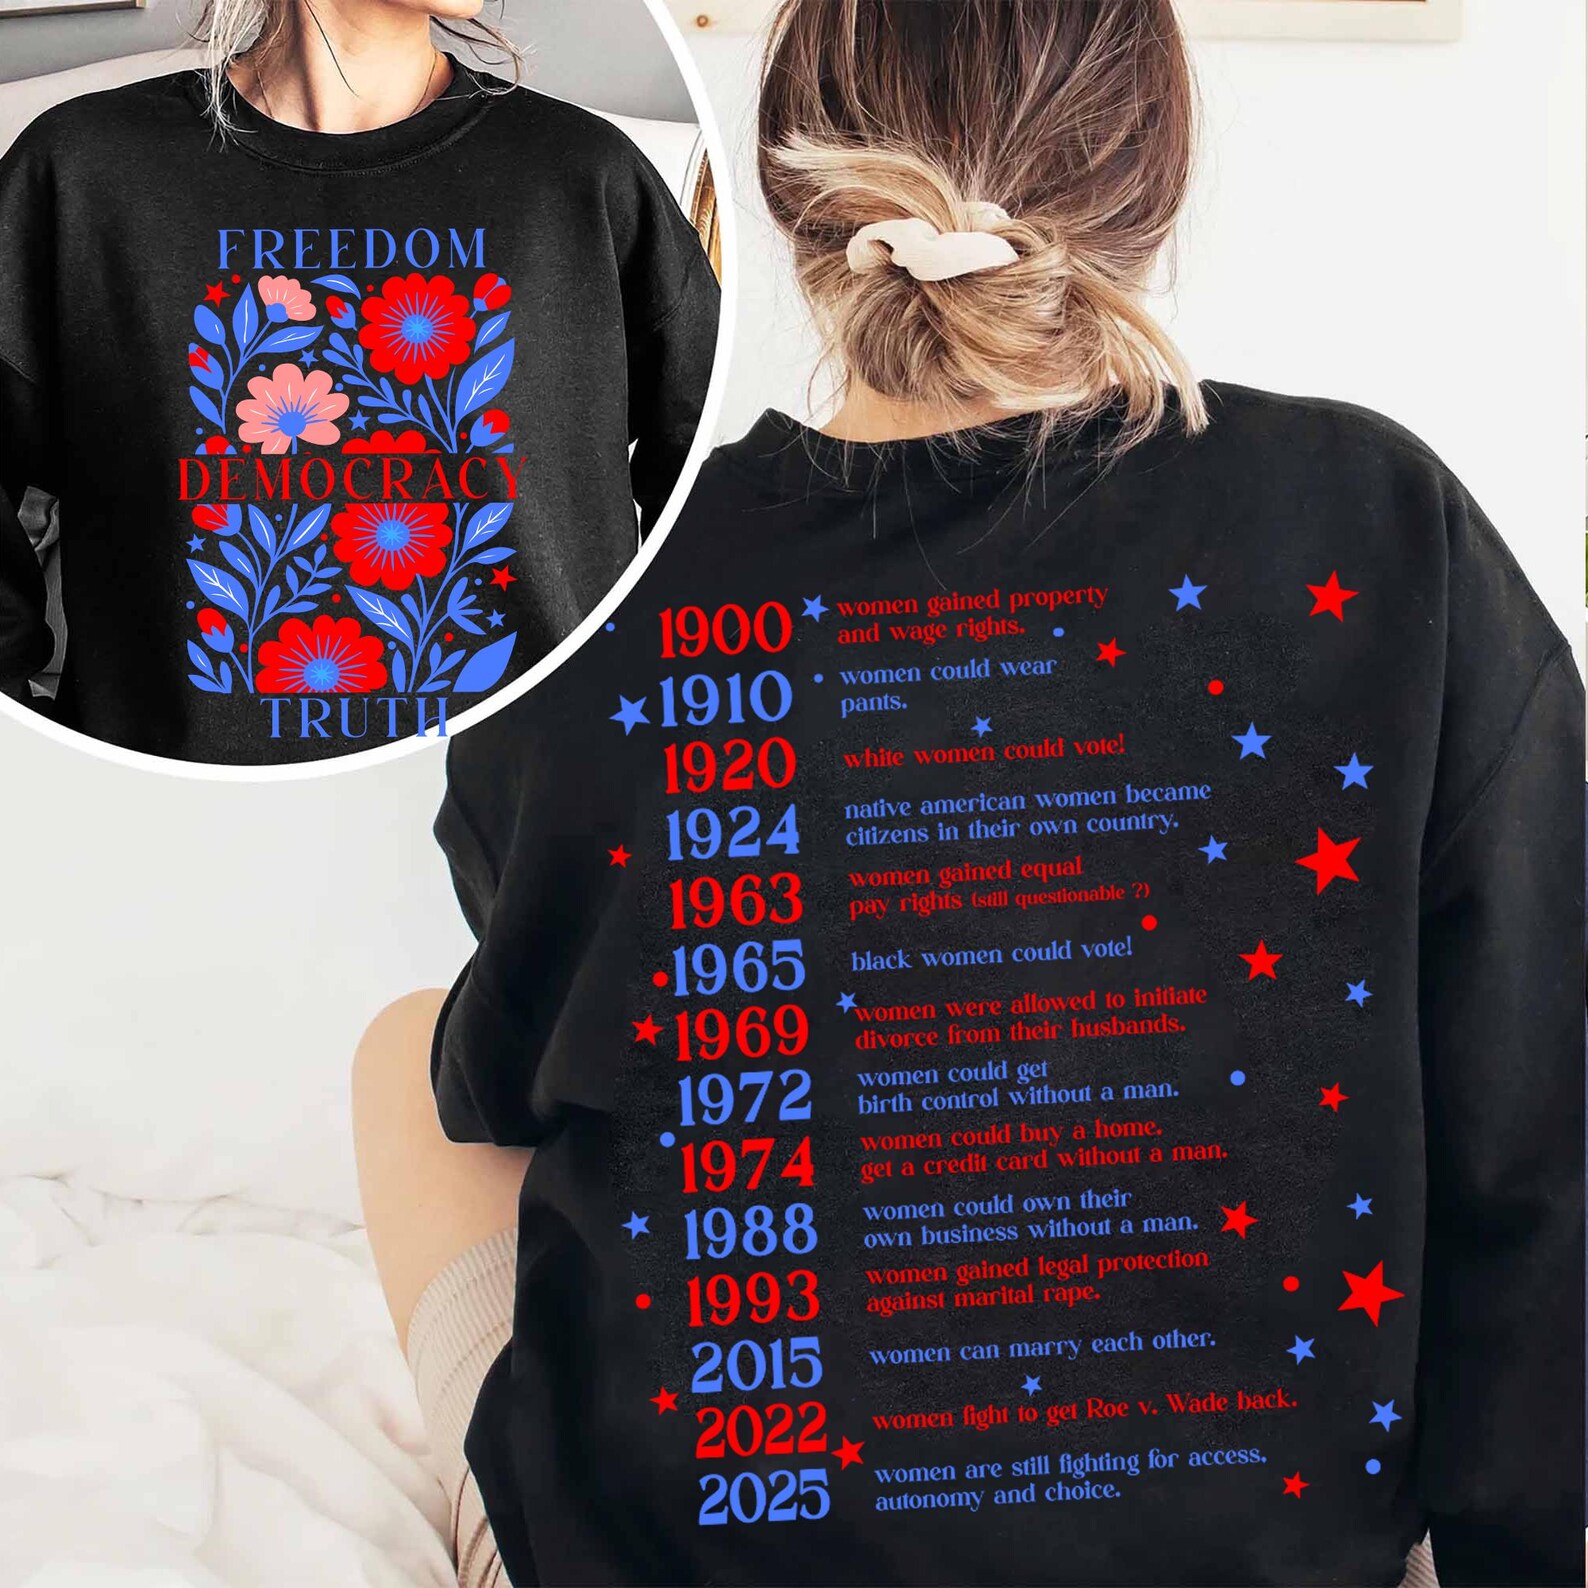 FREEDOM
DEMOCRACY
TRUTH
1900 women gained property
and wage rights.
1910 women could wear
pants.
1920 white women could vote!
1924 native american women became
citizens in their own country.
1963 women gained equal
pay rights (still questionable ?)
1965 black women could vote!
1969 women were allowed to initiate
divorce from their husbands.
1972 women could get
birth control without a man.
1974 women could buy a home.
get a credit card without a man.
1988 women could own their
own business without a man.
1993 women gained legal protection
against marital rape.
2015 women can marry each other.
2022 women fight to get Roe v. Wade back.
2025 women are still fighting for access.
autonomy and choice.